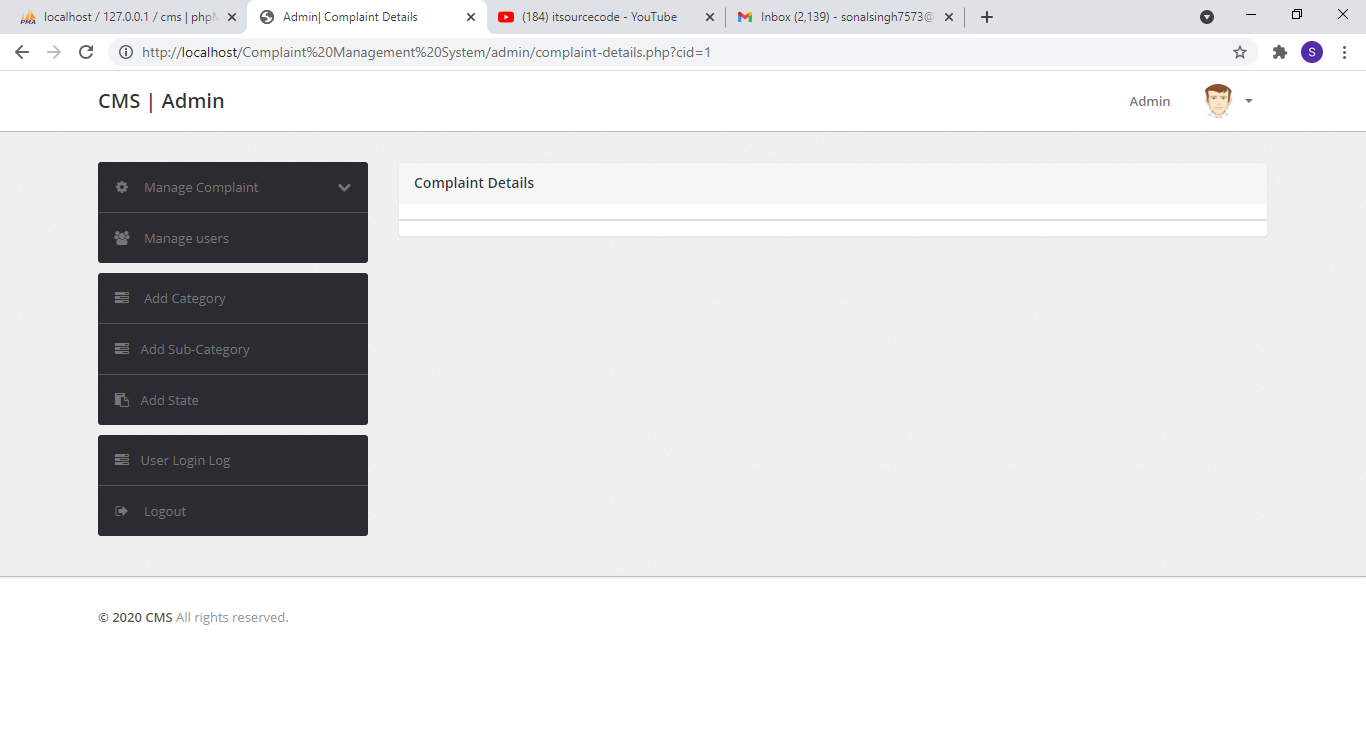 localhost / 127.0.0.1 / cms | phpM
Admin| Complaint Details
(184) itsourcecode - YouTube
Inbox (2,139) - sonalsingh7573@
http://localhost/Complaint%20Management%20System/admin/complaint-details.php?cid=1
S
CMS | Admin
Admin
Manage Complaint
Manage users
Add Category
Add Sub-Category
Add State
User Login Log
Logout
Complaint Details
© 2020 CMS All rights reserved.